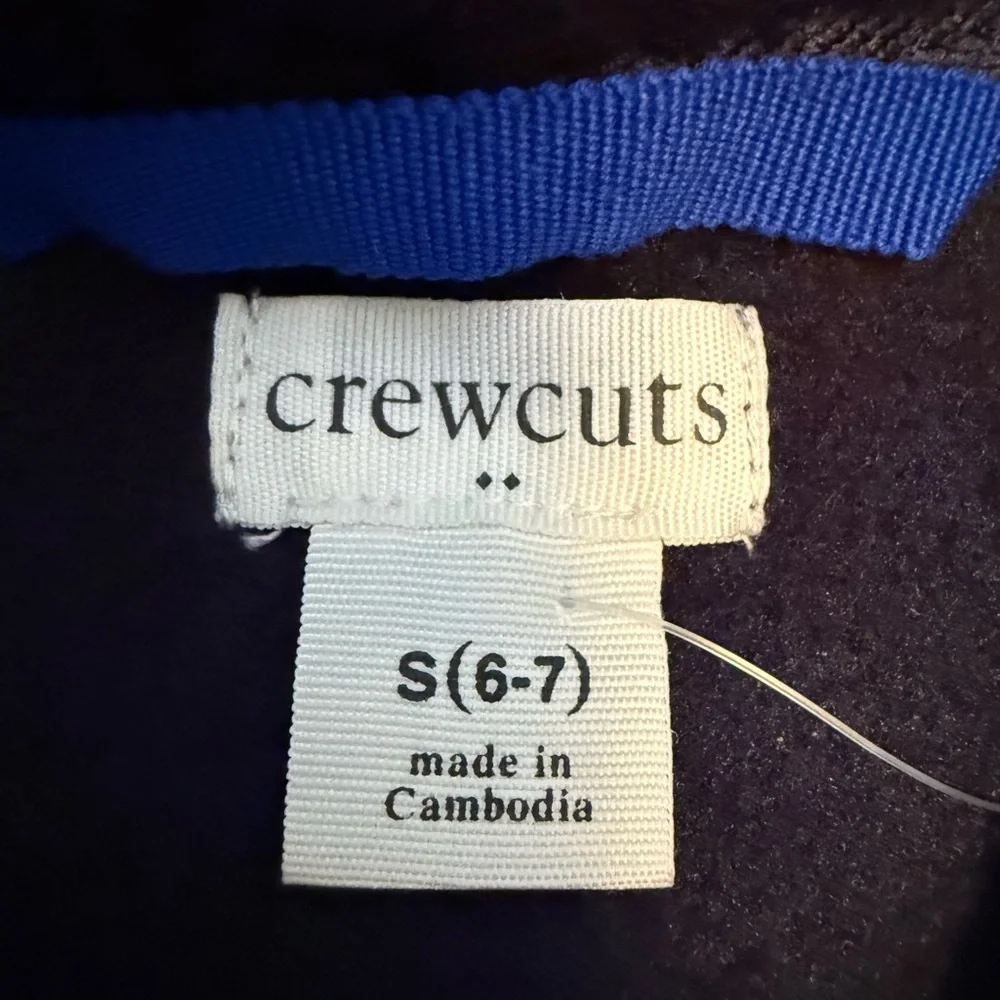 crewcuts
S(6-7)
made in
Cambodia